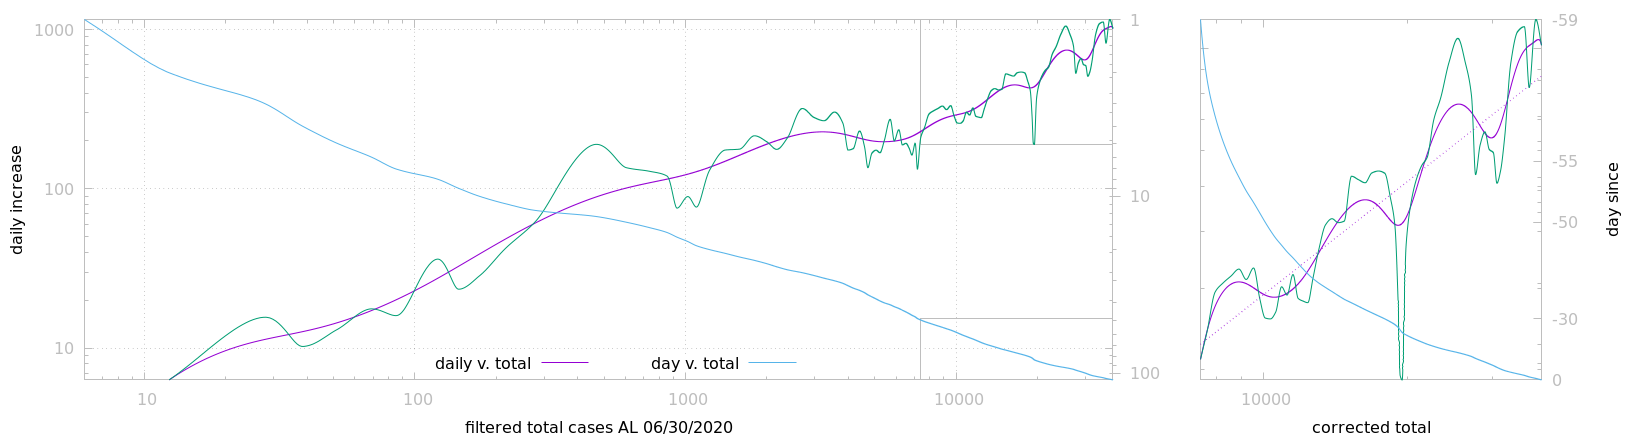 1000
100
10
daily increase
10
100
1000
10000
filtered total cases AL 06/30/2020
daily v. total
day v. total
1
10
100
10000
corrected total
-59
-55
-50
-30
0
day since